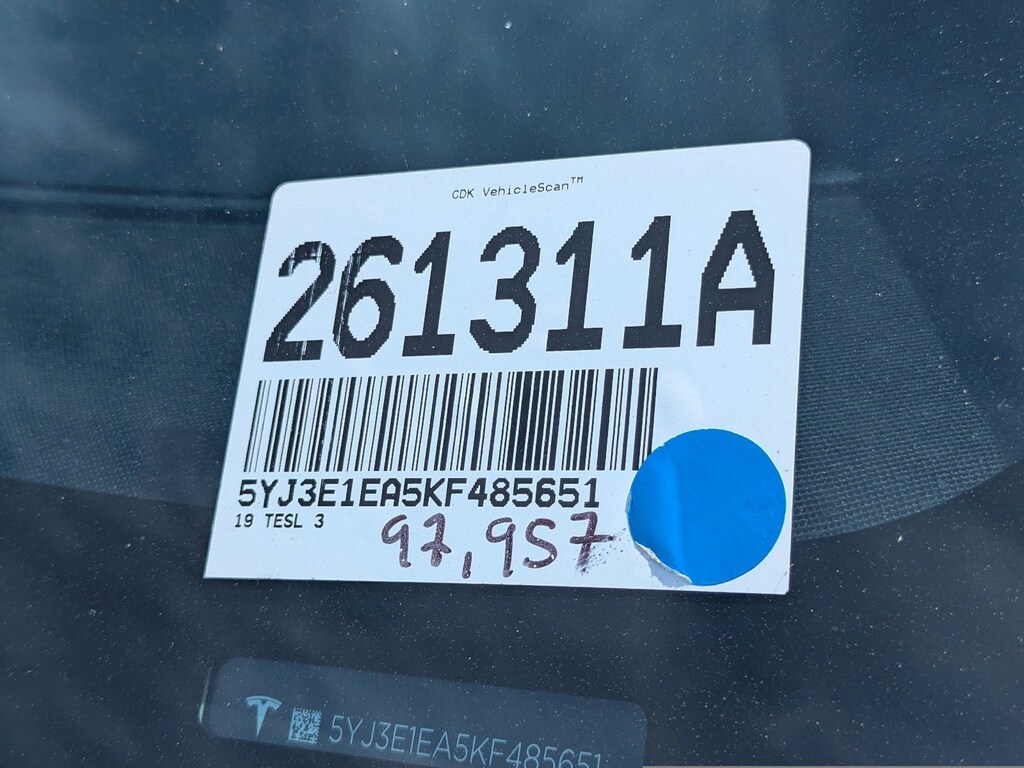 CDK VehicleScan™
261311A
5YJ3E1EA5KF485651
19 TESL 3
97,957
5YJ3E1EA5KF485651